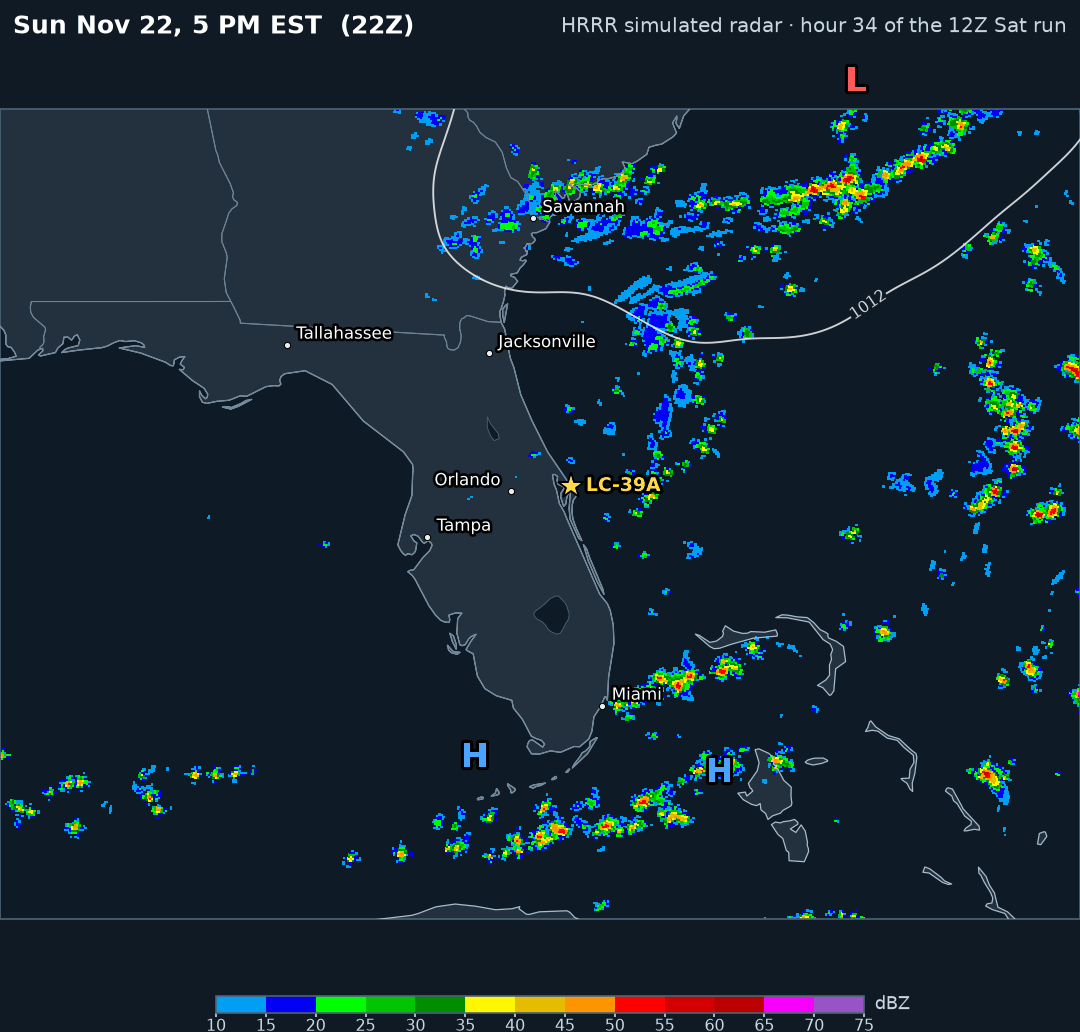 Sun Nov 22, 5 PM EST (22Z)
HRRR simulated radar · hour 34 of the 12Z Sat run
L
Savannah
1012
Tallahassee
Jacksonville
Orlando
LC-39A
Tampa
Miami
H
H
dBZ
10 15 20 25 30 35 40 45 50 55 60 65 70 75